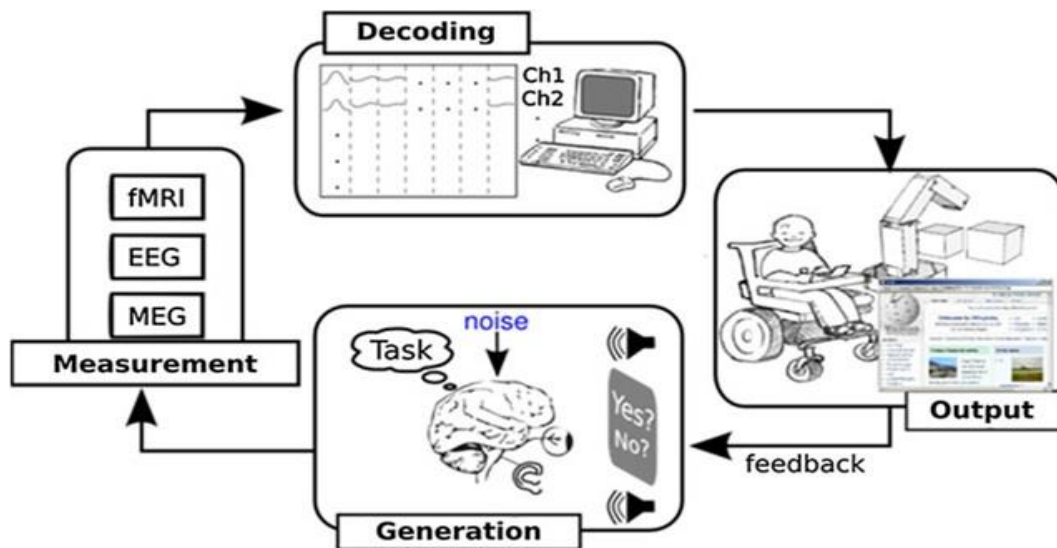 Decoding
Ch1
Ch2
fMRI
EEG
MEG
Measurement
noise
Task
Yes?
No?
Generation
Output
feedback